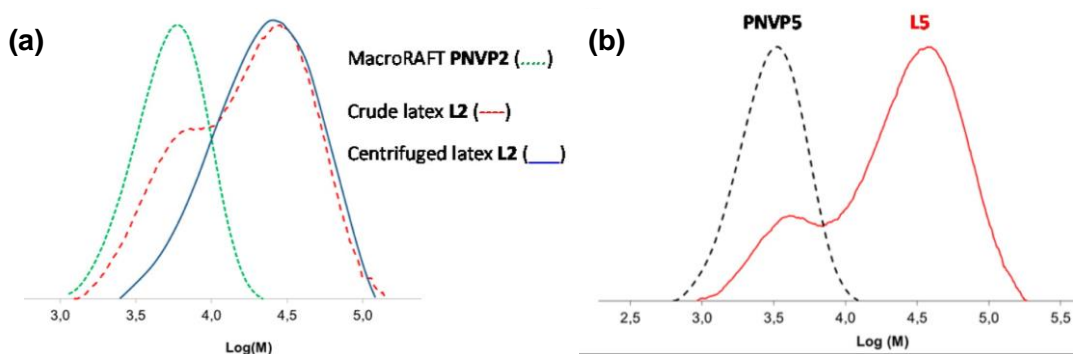 (a)
MacroRAFT PNVP2 (.....)
Crude latex L2 (----)
Centrifuged latex L2 (___)
3,0 3,5 4,0 4,5 5,0
Log(M)
(b)
PNVP5 L5
2,5 3,0 3,5 4,0 4,5 5,0 5,5
Log (M)